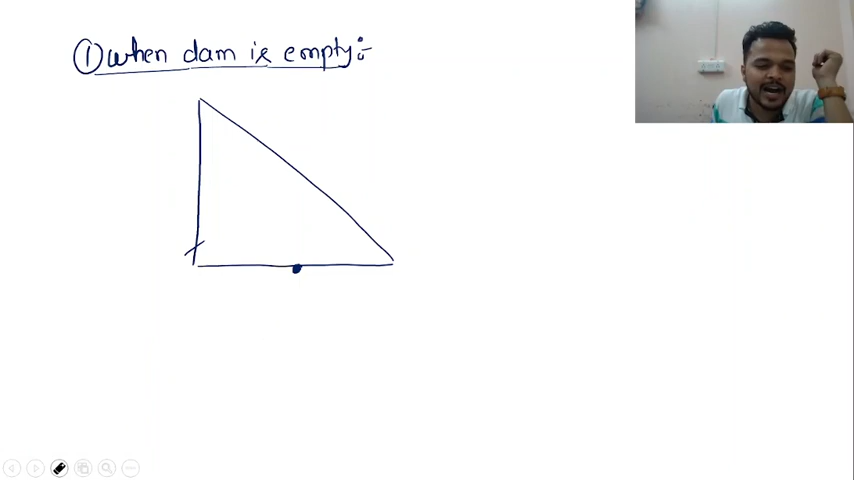 ① when dam is empty :-